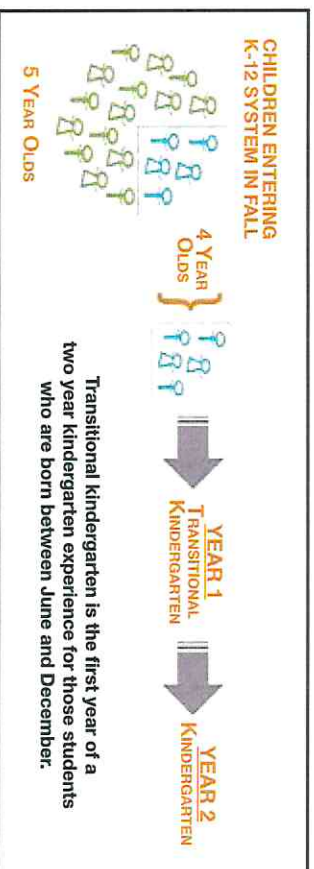 CHILDREN ENTERING
K-12 SYSTEM IN FALL
5 YEAR OLDS
4 YEAR
OLDS
YEAR 1
TRANSITIONAL
KINDERGARTEN
YEAR 2
KINDERGARTEN
Transitional kindergarten is the first year of a
two year kindergarten experience for those students
who are born between June and December.